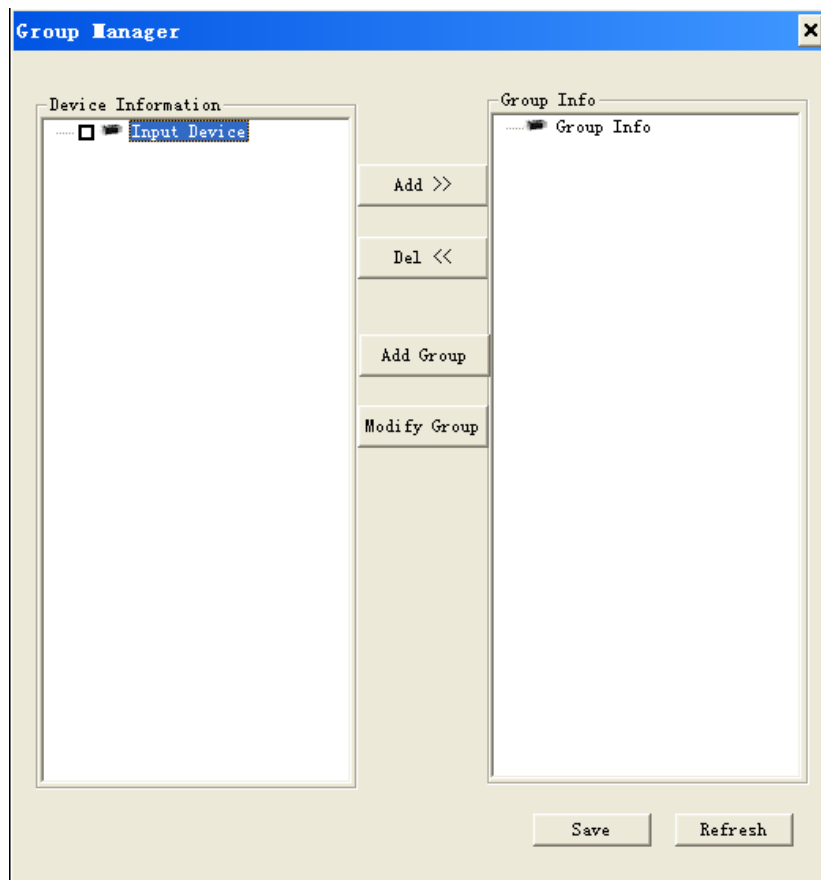 Group Manager
Device Information
Input Device
Add >>
Del <<
Add Group
Modify Group
Group Info
Group Info
Save
Refresh